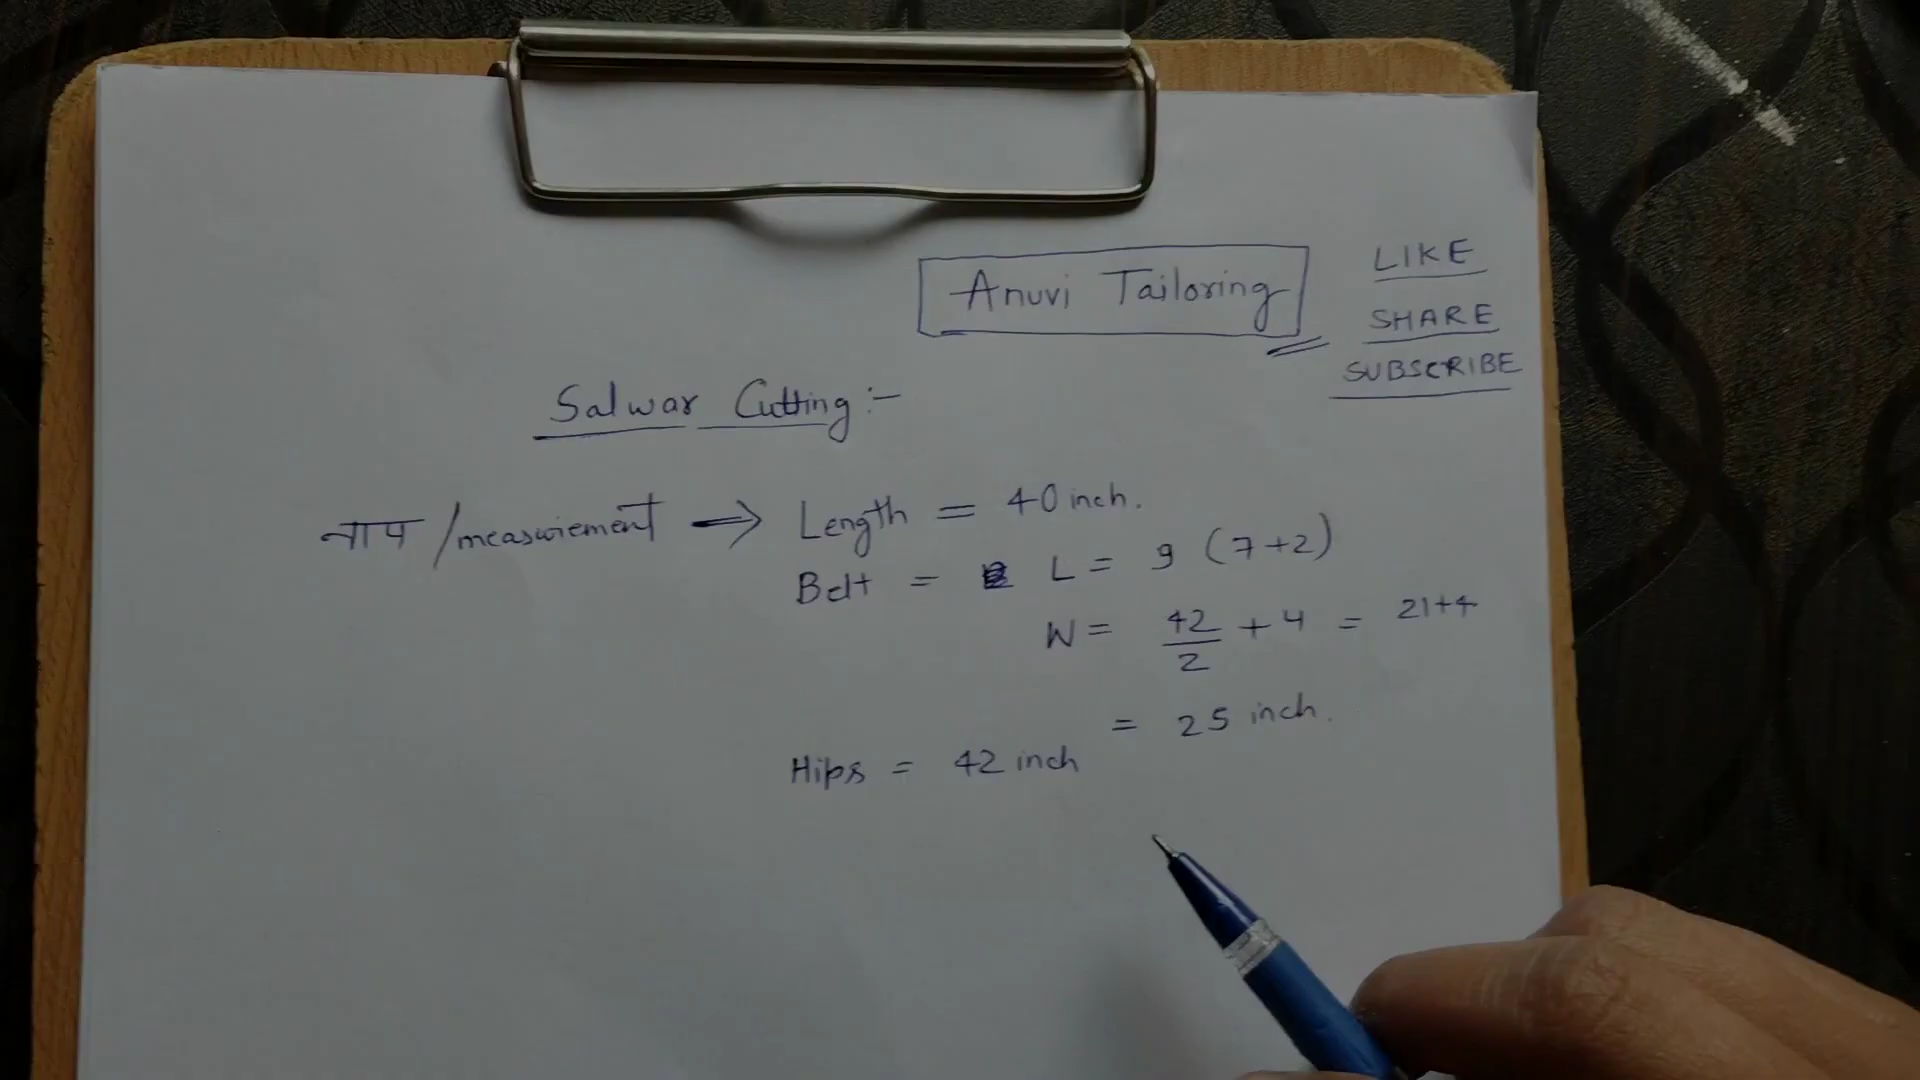 Anuvi Tailoring
LIKE
SHARE
SUBSCRIBE
Salwar Cutting :-
नाप / measurement → Length = 40 inch.
Belt = L = 9 (7+2)
W = 42/2 + 4 = 21+4
= 25 inch.
Hips = 42 inch